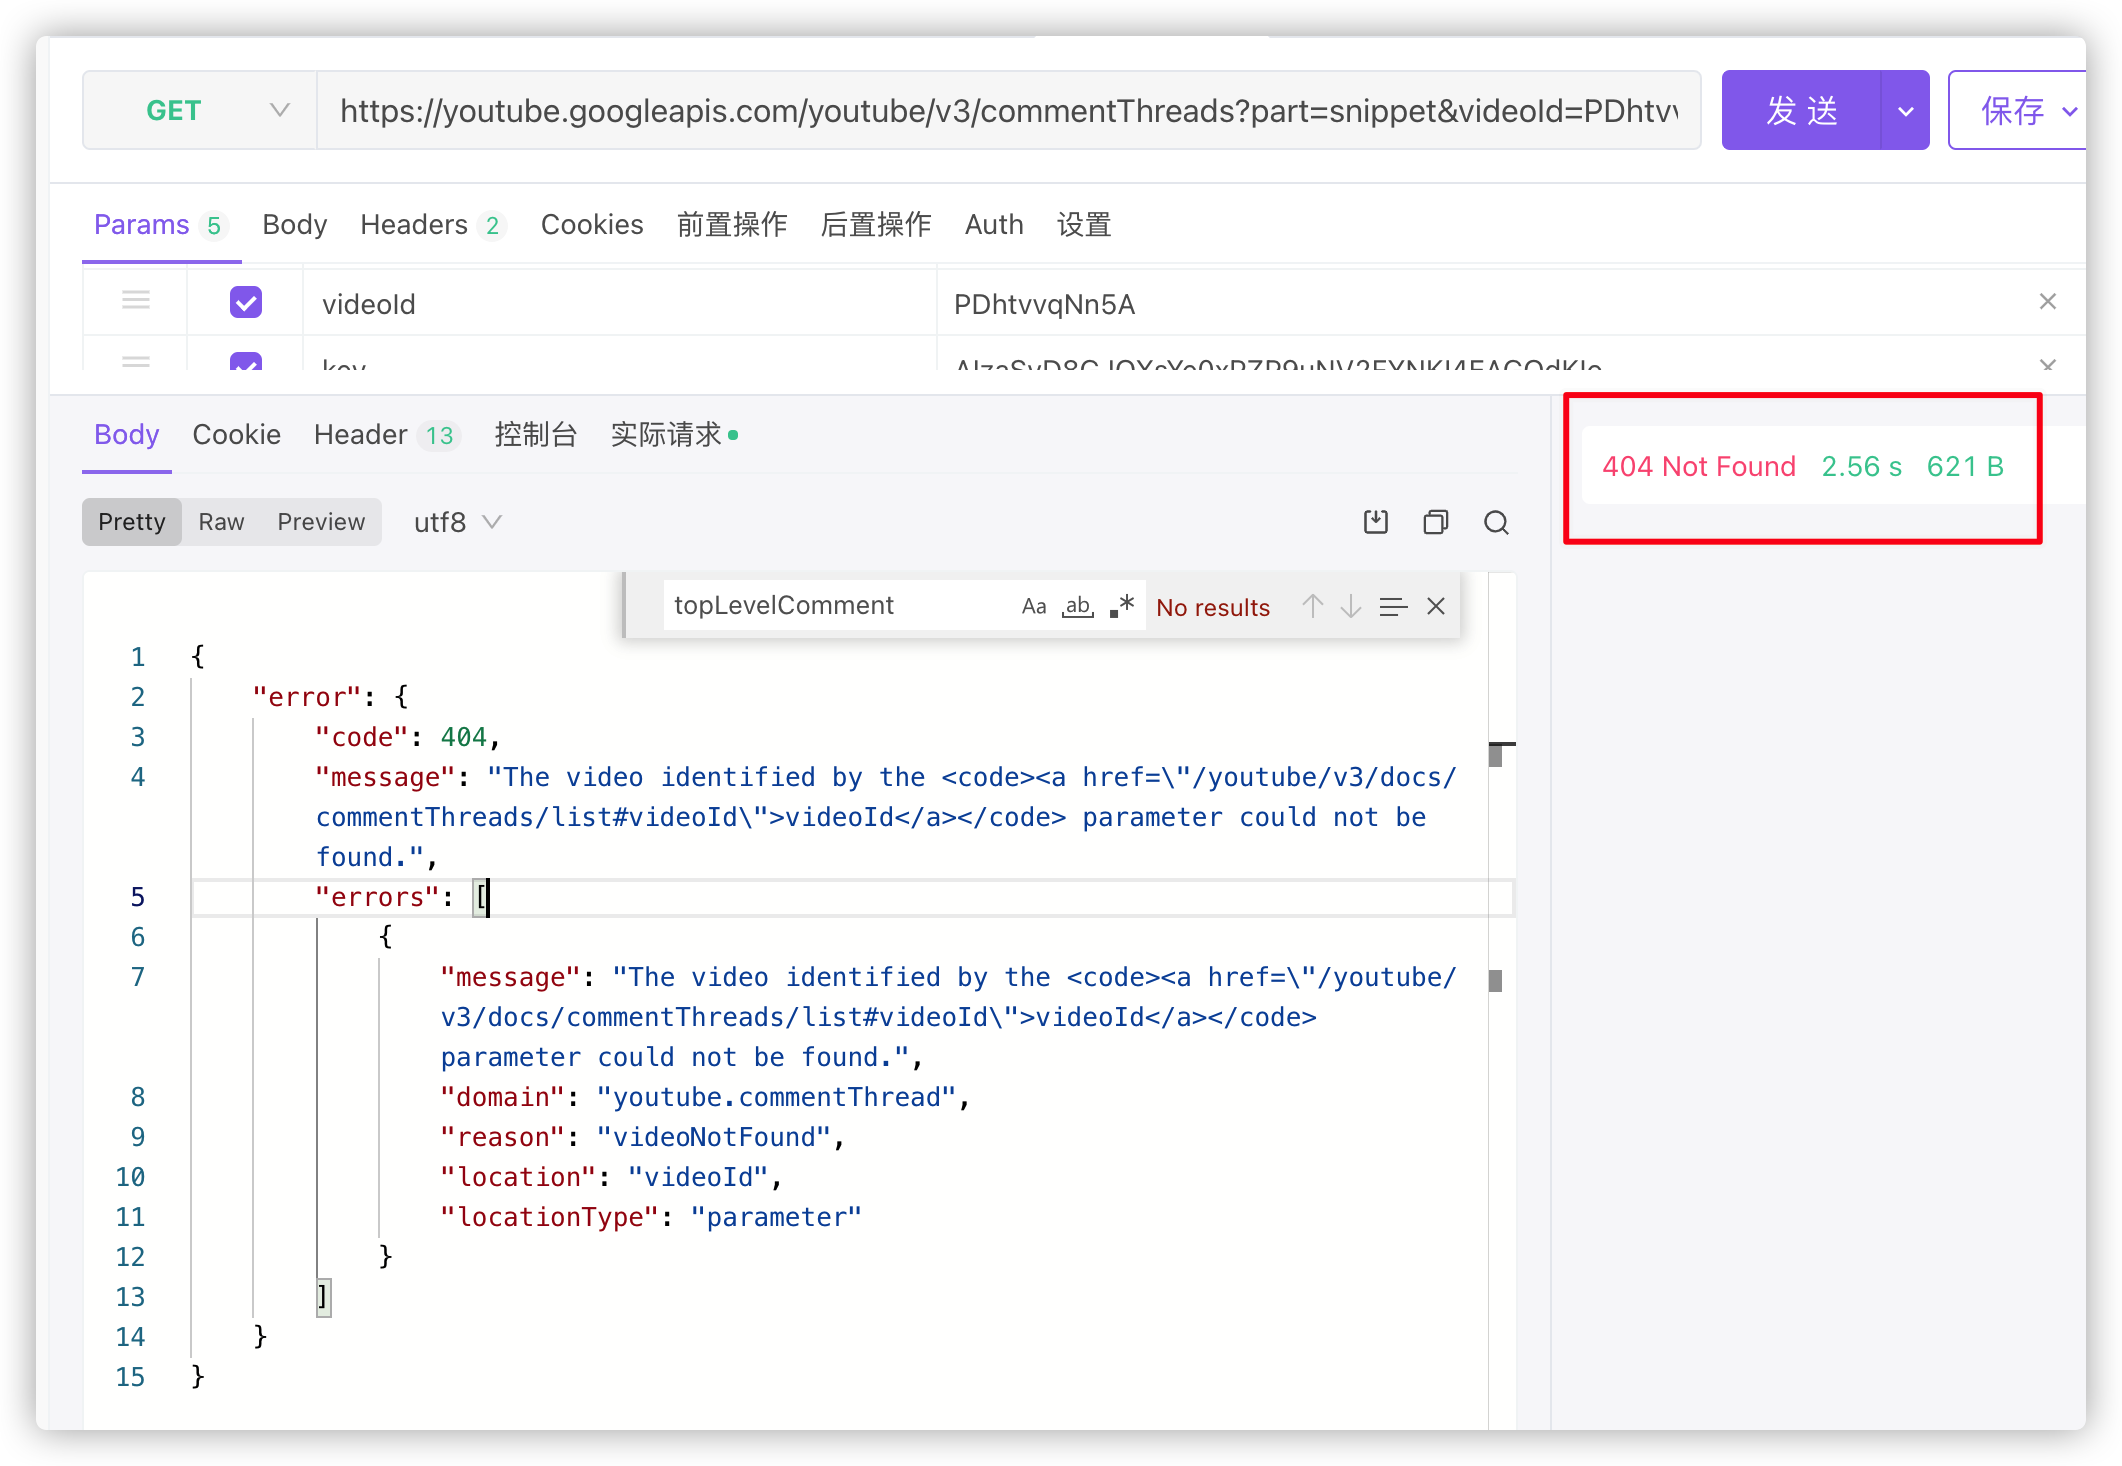 GET https://youtube.googleapis.com/youtube/v3/commentThreads?part=snippet&videoId=PDhtv 发 送 保存
Params 5 Body Headers 2 Cookies 前置操作 后置操作 Auth 设置
videoId PDhtvvqNn5A
key
Body Cookie Header 13 控制台 实际请求
404 Not Found 2.56 s 621 B
Pretty Raw Preview utf8
topLevelComment Aa ab No results
1 {
2 "error": {
3 "code": 404,
4 "message": "The video identified by the <code><a href=\"/youtube/v3/docs/
commentThreads/list#videoId\">videoId</a></code> parameter could not be
found.",
5 "errors": [
6 {
7 "message": "The video identified by the <code><a href=\"/youtube/
v3/docs/commentThreads/list#videoId\">videoId</a></code>
parameter could not be found.",
8 "domain": "youtube.commentThread",
9 "reason": "videoNotFound",
10 "location": "videoId",
11 "locationType": "parameter"
12 }
13 ]
14 }
15 }